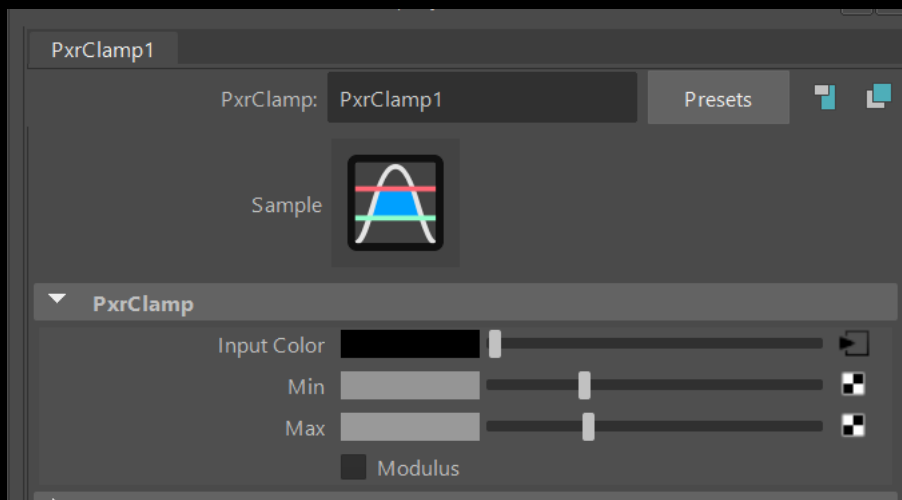 PxrClamp1
PxrClamp: PxrClamp1 Presets
Sample
PxrClamp
Input Color
Min
Max
Modulus